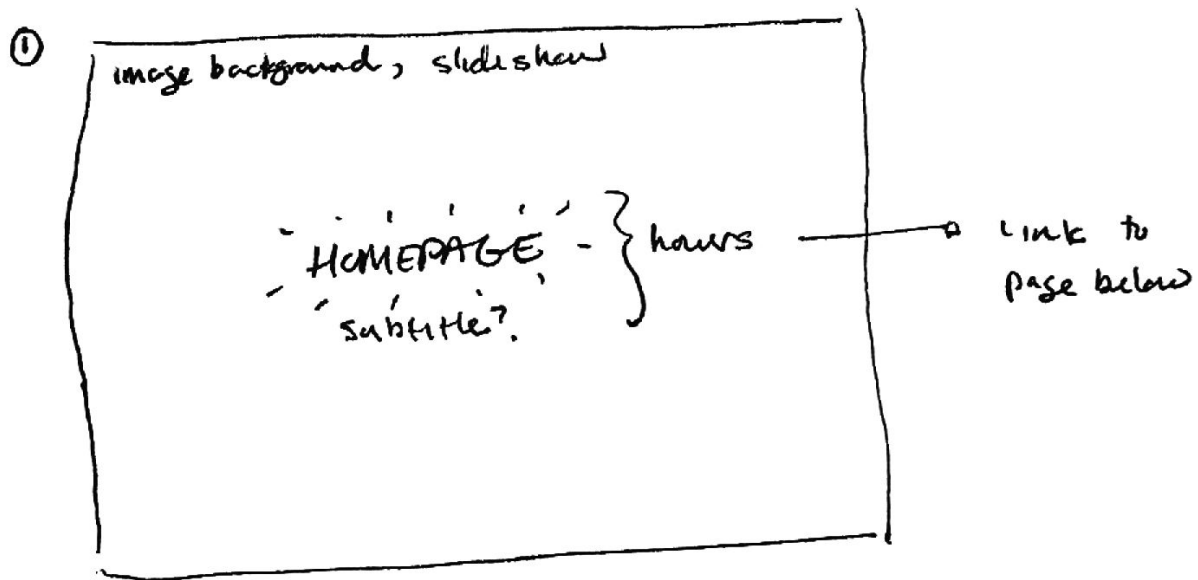 ①
image background, slideshow
HOMEPAGE
subtitle?
hours
Link to
page below